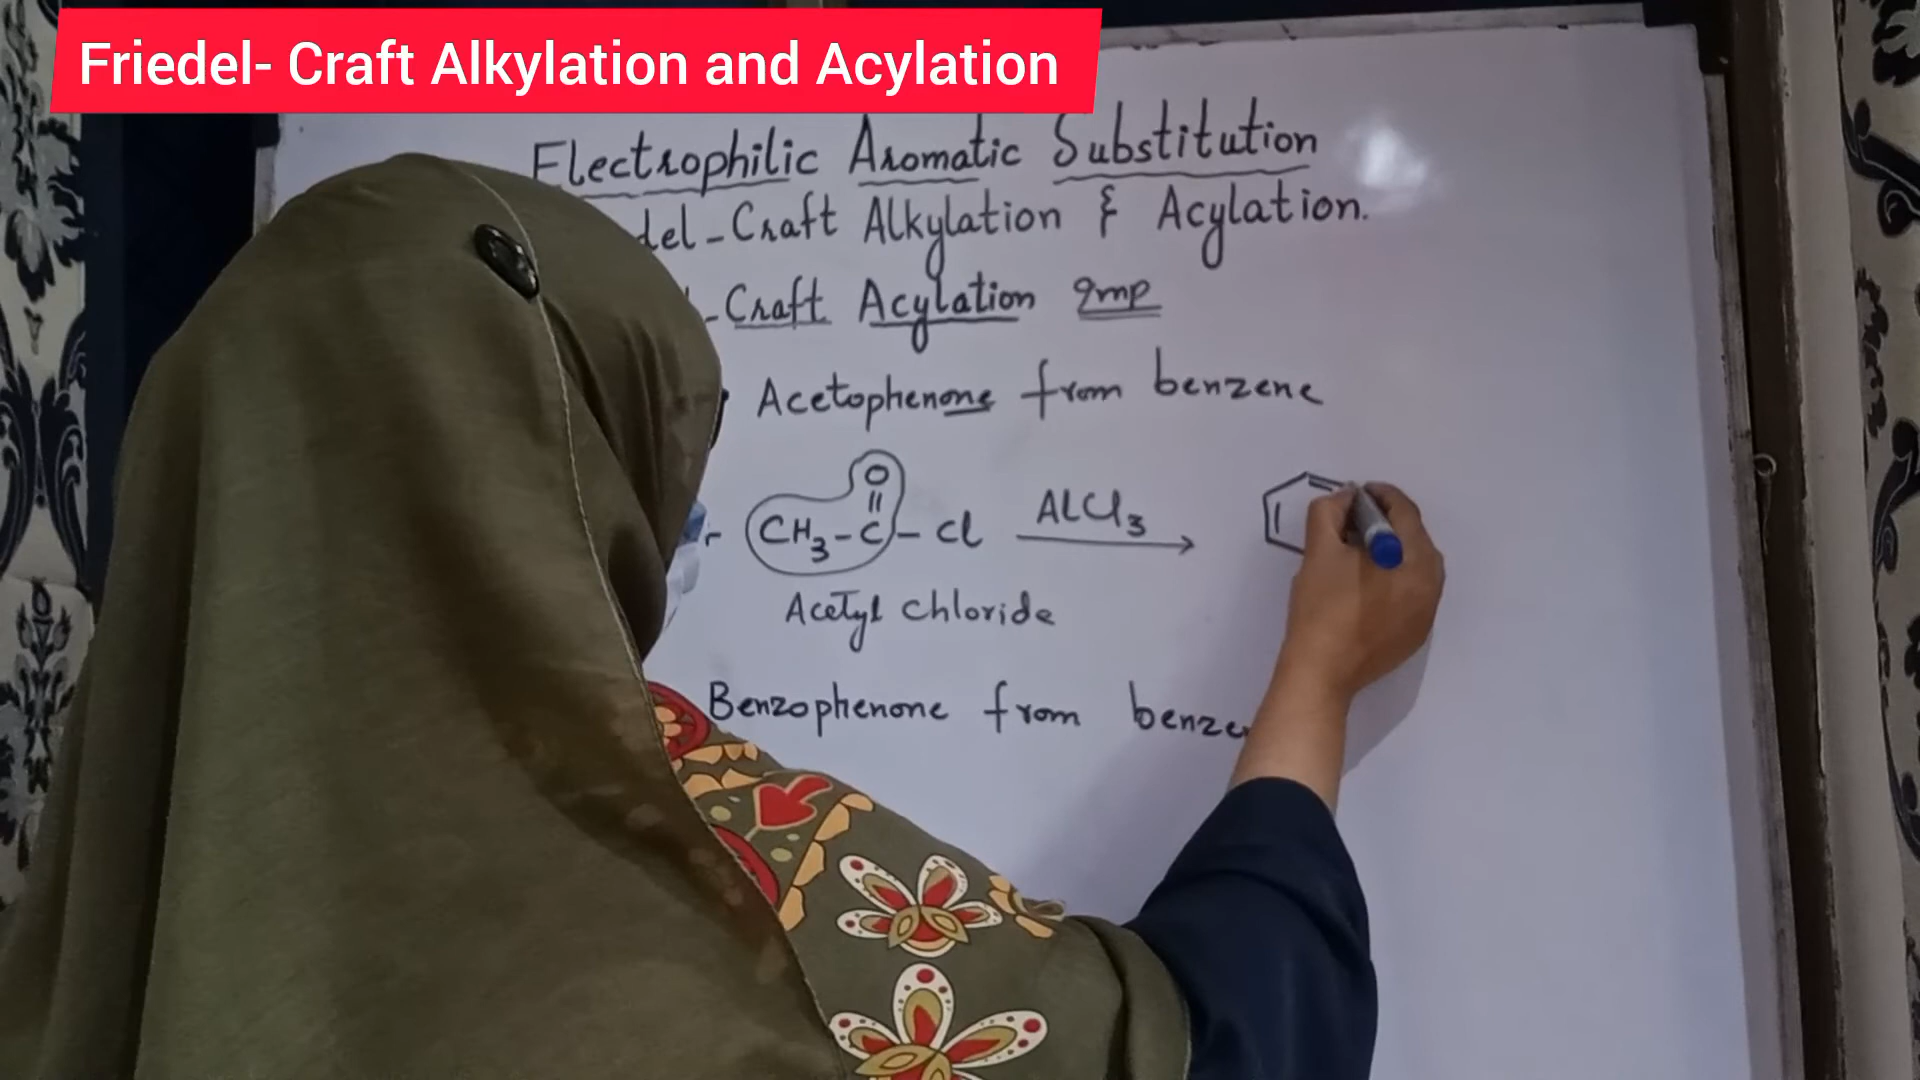 Friedel- Craft Alkylation and Acylation
Electrophilic Aromatic Substitution
del-Craft Alkylation & Acylation.
-Craft Acylation Imp
Acetophenone from benzene
O
CH3-C-Cl AlCl3
Acetyl chloride
Benzophenone from benze